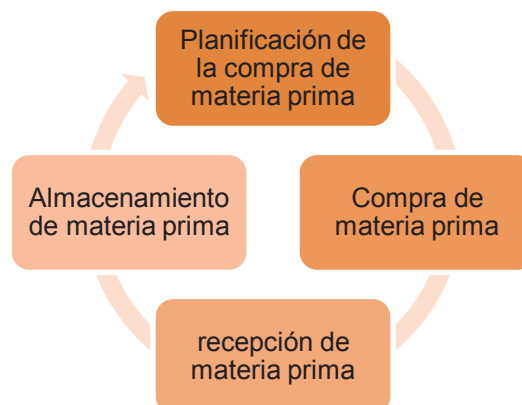 Planificación de
la compra de
materia prima
Compra de
materia prima
recepción de
materia prima
Almacenamiento
de materia prima